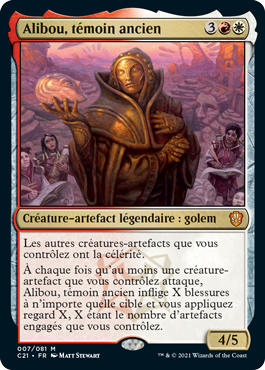 Alibou, témoin ancien 3
Créature-artefact légendaire : golem
Les autres créatures-artefacts que vous
contrôlez ont la célérité.
À chaque fois qu'au moins une créature-
artefact que vous contrôlez attaque,
Alibou, témoin ancien inflige X blessures
à n'importe quelle cible et vous appliquez
regard X, X étant le nombre d'artefacts
engagés que vous contrôlez.
4/5
007/081 M
C21 • FR Matt Stewart
™ & © 2021 Wizards of the Coast